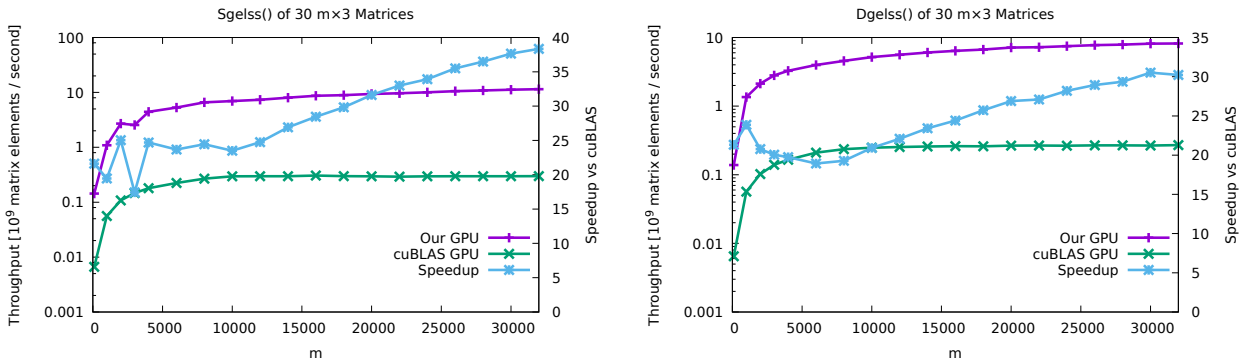 Sgelss() of 30 m×3 Matrices
Throughput [10⁹ matrix elements / second]
100
10
1
0.1
0.01
0.001
40
35
30
25
20
15
10
5
0
Speedup vs cuBLAS
Our GPU
cuBLAS GPU
Speedup
0 5000 10000 15000 20000 25000 30000
m
Dgelss() of 30 m×3 Matrices
Throughput [10⁹ matrix elements / second]
10
1
0.1
0.01
0.001
35
30
25
20
15
10
5
0
Speedup vs cuBLAS
Our GPU
cuBLAS GPU
Speedup
0 5000 10000 15000 20000 25000 30000
m